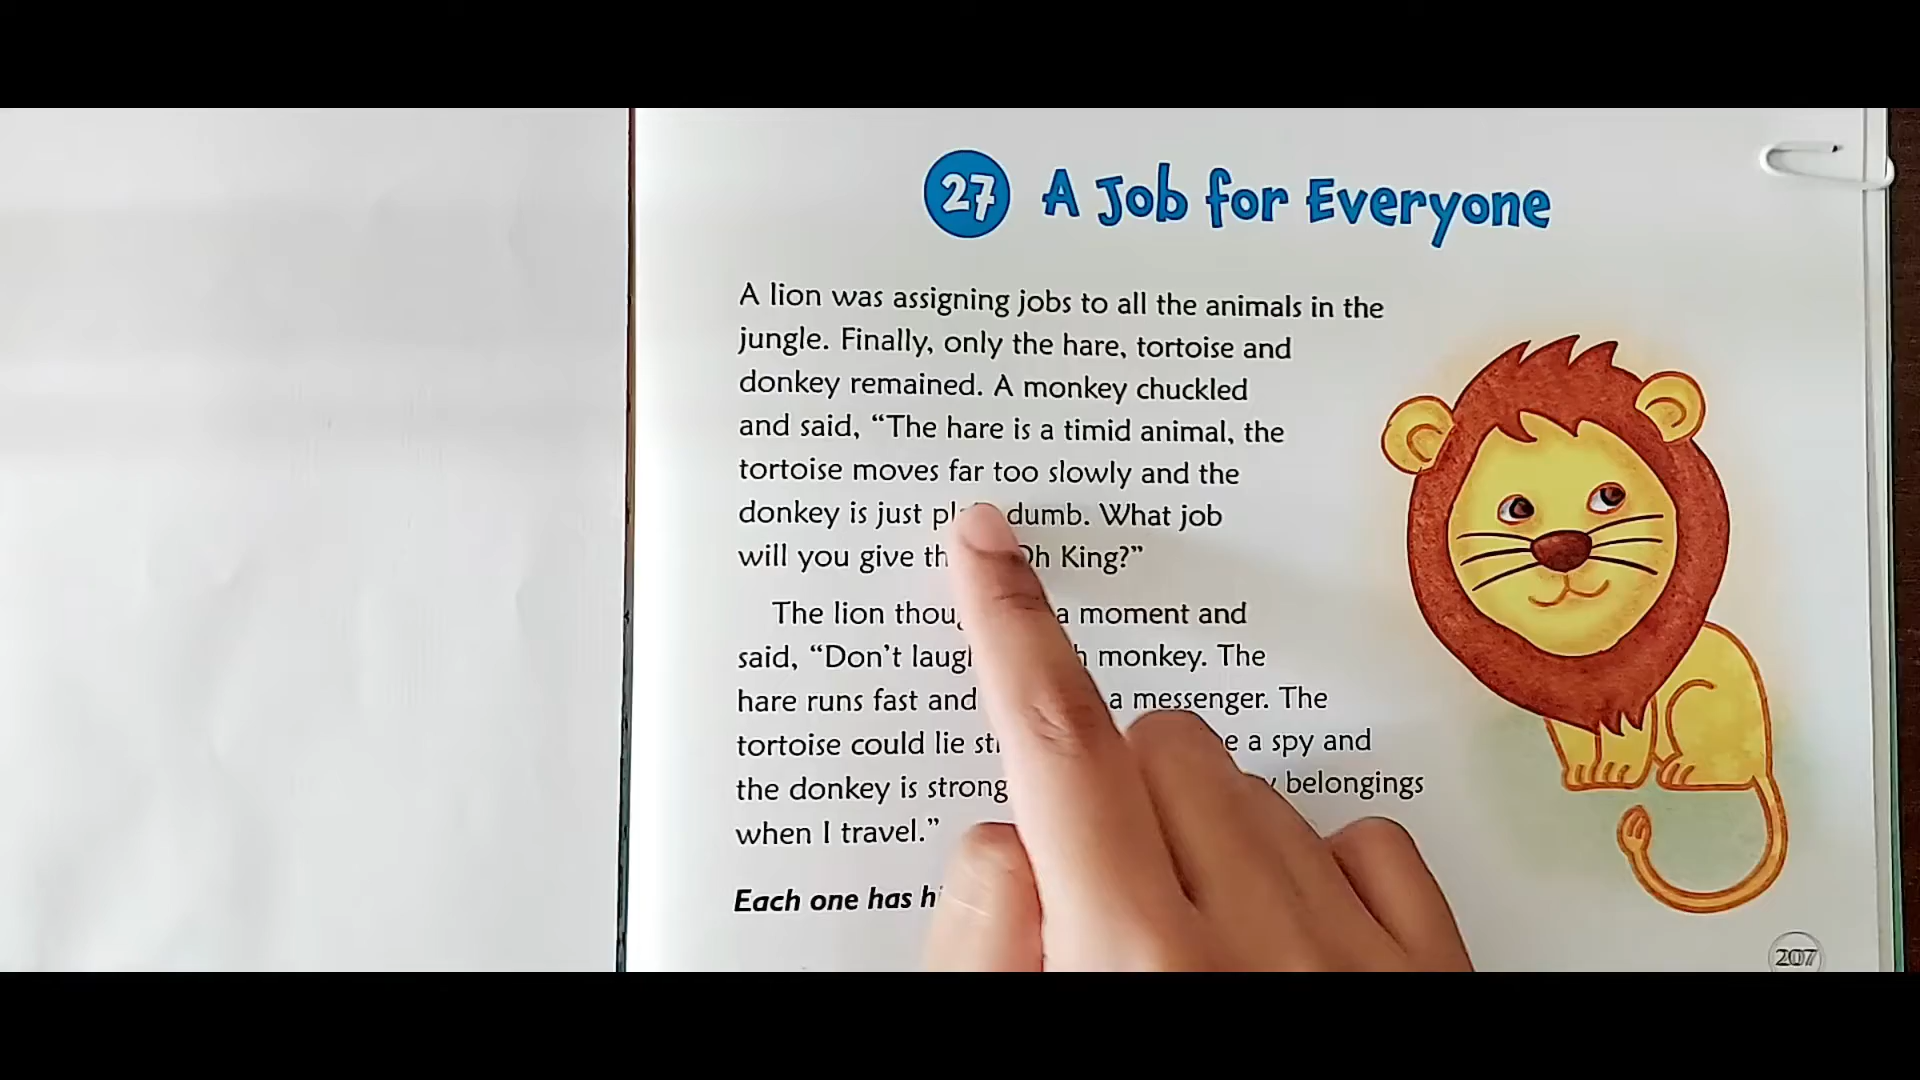 27 A Job for Everyone
A lion was assigning jobs to all the animals in the
jungle. Finally, only the hare, tortoise and
donkey remained. A monkey chuckled
and said, “The hare is a timid animal, the
tortoise moves far too slowly and the
donkey is just dumb. What job
will you give Oh King?”
The lion a moment and
said, “Don’t monkey. The
hare runs fast and a messenger. The
tortoise could lie a spy and
the donkey is strong belongings
when I travel.”
Each one has
207